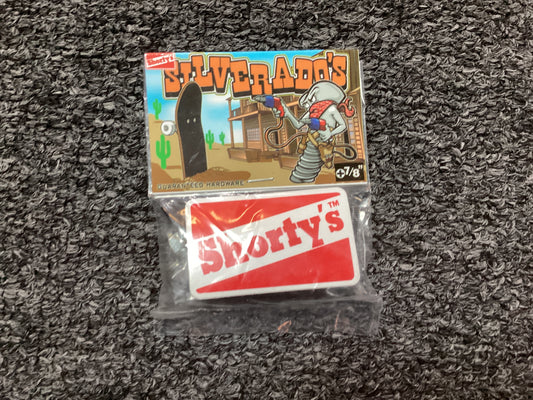 Shorty's
SILVERADO'S
7/8"
GUARANTEED HARDWARE
Shorty's™